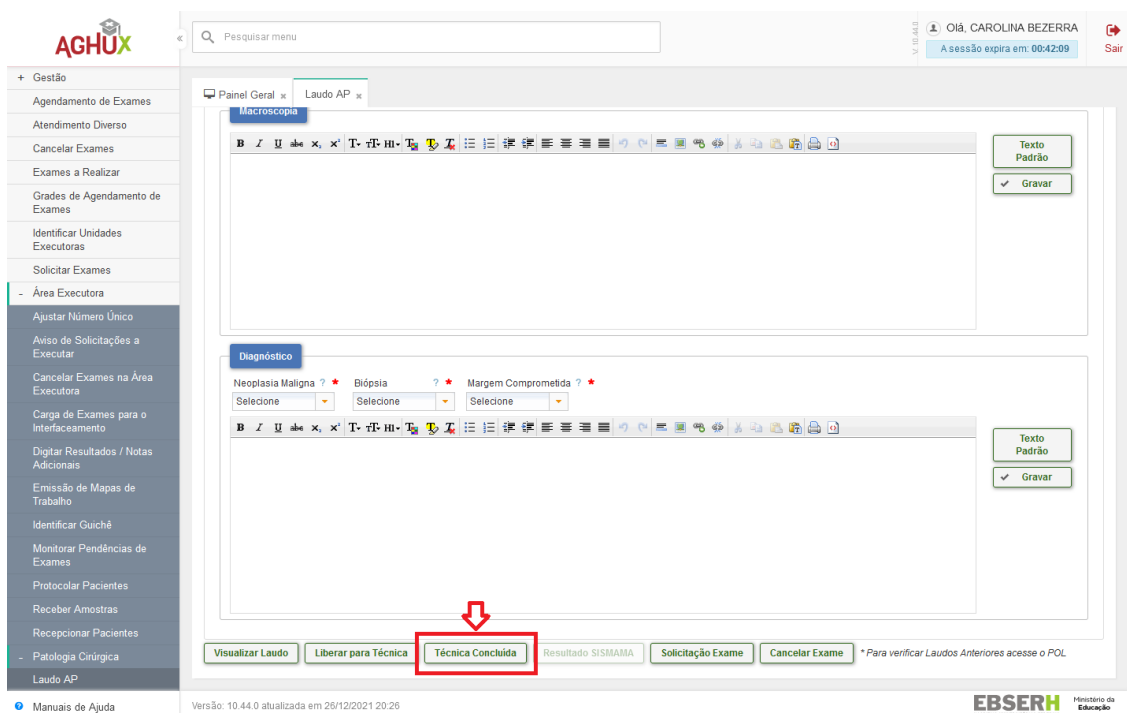 AGHUX
«
Pesquisar menu
V. 10.44.0
Olá, CAROLINA BEZERRA
A sessão expira em: 00:42:09
Sair
+ Gestão
Agendamento de Exames
Atendimento Diverso
Cancelar Exames
Exames a Realizar
Grades de Agendamento de
Exames
Identificar Unidades
Executoras
Solicitar Exames
- Área Executora
Ajustar Número Único
Aviso de Solicitações a
Executar
Cancelar Exames na Área
Executora
Carga de Exames para o
Interfaceamento
Digitar Resultados / Notas
Adicionais
Emissão de Mapas de
Trabalho
Identificar Guichê
Monitorar Pendências de
Exames
Protocolar Pacientes
Receber Amostras
Recepcionar Pacientes
- Patologia Cirúrgica
Laudo AP
Manuais de Ajuda
Painel Geral
Laudo AP
Macroscopia
Texto
Padrão
Gravar
Diagnóstico
Neoplasia Maligna ? * Biópsia ? * Margem Comprometida ? *
Selecione Selecione Selecione
Texto
Padrão
Gravar
Visualizar Laudo Liberar para Técnica Técnica Concluída Resultado SISMAMA Solicitação Exame Cancelar Exame * Para verificar Laudos Anteriores acesse o POL
Versão: 10.44.0 atualizada em 26/12/2021 20:26
EBSERH
Ministério da
Educação